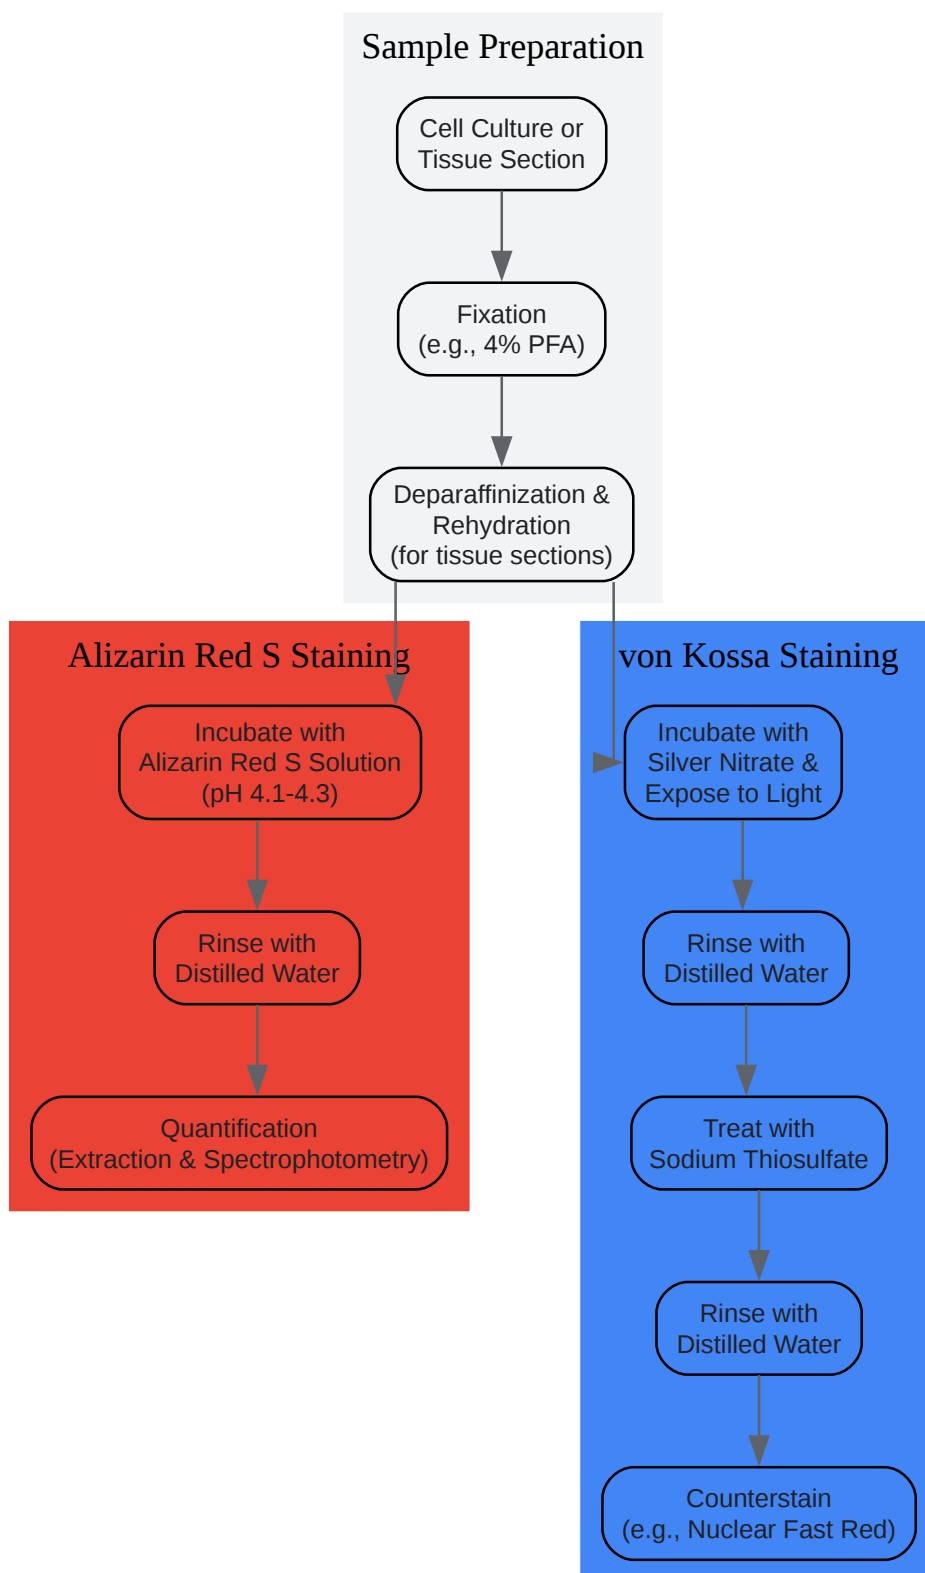 Sample Preparation
Cell Culture or
Tissue Section
Fixation
(e.g., 4% PFA)
Deparaffinization &
Rehydration
(for tissue sections)
Alizarin Red S Staining
Incubate with
Alizarin Red S Solution
(pH 4.1-4.3)
Rinse with
Distilled Water
Quantification
(Extraction & Spectrophotometry)
von Kossa Staining
Incubate with
Silver Nitrate &
Expose to Light
Rinse with
Distilled Water
Treat with
Sodium Thiosulfate
Rinse with
Distilled Water
Counterstain
(e.g., Nuclear Fast Red)